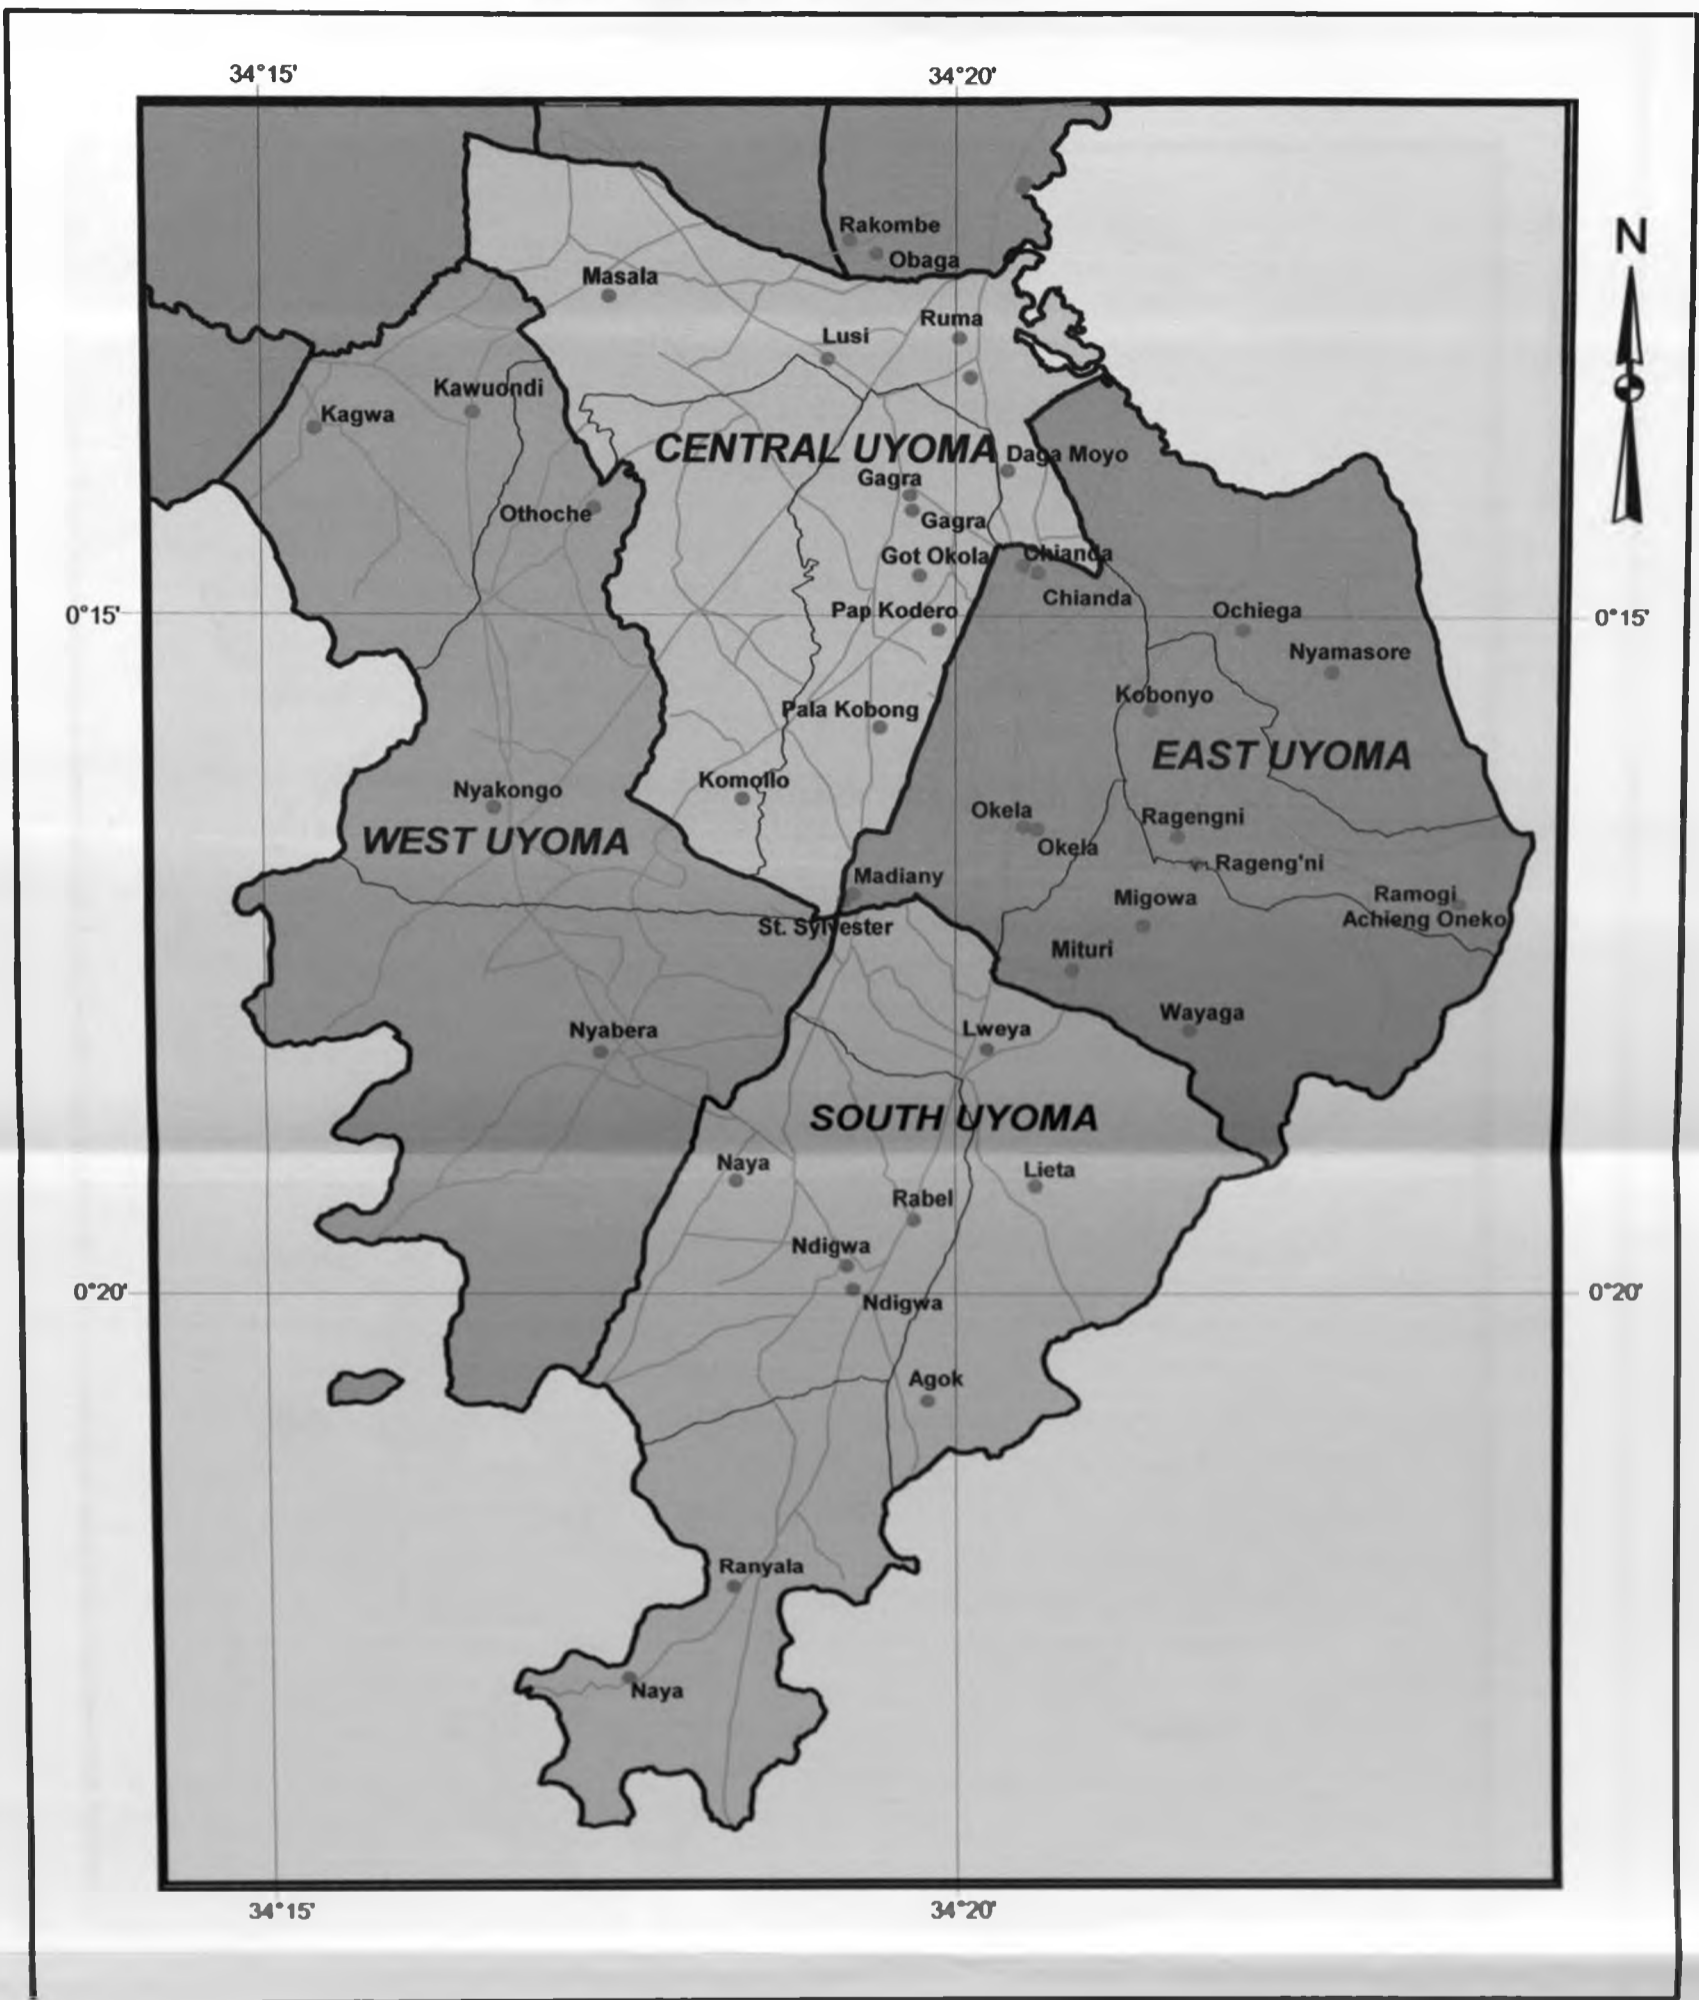 34°15'
34°20'
N
Rakombe
Obaga
Masala
Ruma
Lusi
Kawuondi
Kagwa
CENTRAL UYOMA
Daga Moyo
Gagra
Othoche
Gagra
Got Okola
Chianda
Chianda
0°15'
Pap Kodero
Ochiega
0°15'
Nyamasore
Kobonyo
Pala Kobong
EAST UYOMA
Komollo
Nyakongo
Okela
Ragengni
WEST UYOMA
Okela
Rageng'ni
Madiany
Migowa
Ramogi
Achieng Oneko
St. Sylvester
Mituri
Wayaga
Nyabera
Lweya
SOUTH UYOMA
Naya
Lieta
Rabel
Ndigwa
0°20'
Ndigwa
0°20'
Agok
Ranyala
Naya
34°15'
34°20'